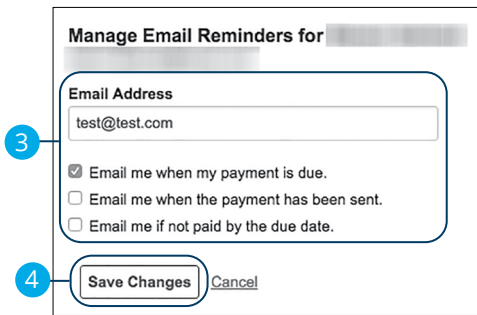 Manage Email Reminders for
Email Address
test@test.com
3
Email me when my payment is due.
Email me when the payment has been sent.
Email me if not paid by the due date.
4
Save Changes Cancel